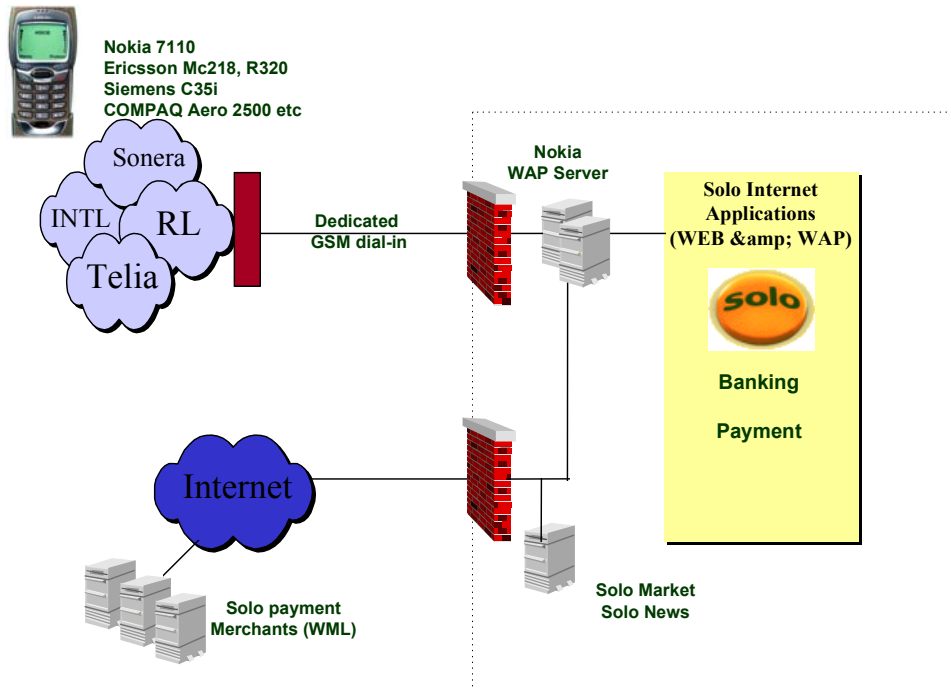 Nokia 7110
Ericsson Mc218, R320
Siemens C35i
COMPAQ Aero 2500 etc
Sonera
INTL
RL
Telia
Dedicated
GSM dial-in
Nokia
WAP Server
Solo Internet
Applications
(WEB &amp; WAP)
solo
Banking
Payment
Internet
Solo payment
Merchants (WML)
Solo Market
Solo News